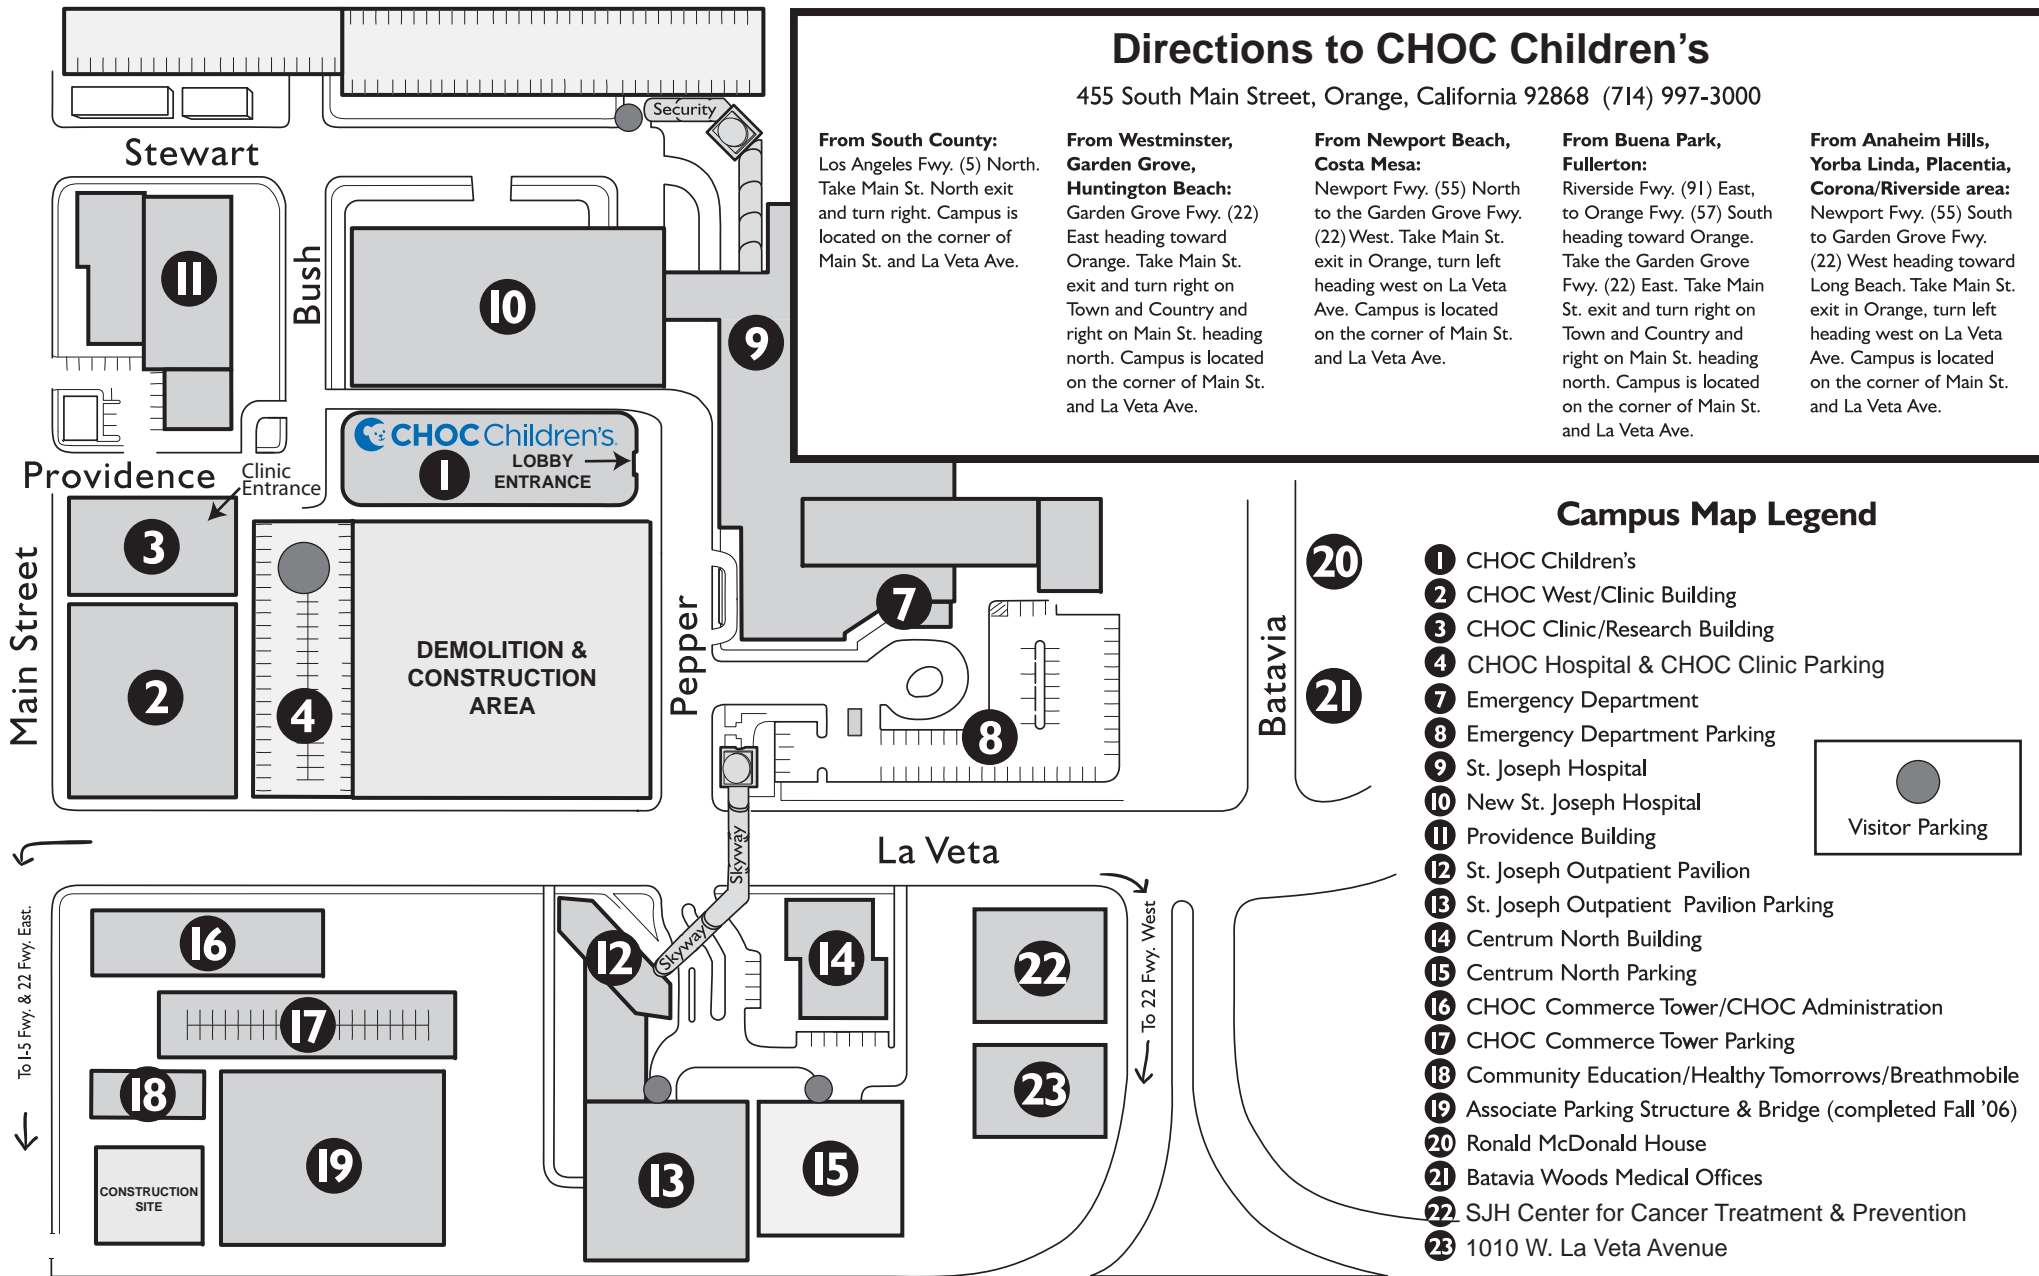 Directions to CHOC Children's
455 South Main Street, Orange, California 92868 (714) 997-3000
From South County:
Los Angeles Fwy. (5) North.
Take Main St. North exit
and turn right. Campus is
located on the corner of
Main St. and La Veta Ave.
From Westminster,
Garden Grove,
Huntington Beach:
Garden Grove Fwy. (22)
East heading toward
Orange. Take Main St.
exit and turn right on
Town and Country and
right on Main St. heading
north. Campus is located
on the corner of Main St.
and La Veta Ave.
From Newport Beach,
Costa Mesa:
Newport Fwy. (55) North
to the Garden Grove Fwy.
(22) West. Take Main St.
exit in Orange, turn left
heading west on La Veta
Ave. Campus is located
on the corner of Main St.
and La Veta Ave.
From Buena Park,
Fullerton:
Riverside Fwy. (91) East,
to Orange Fwy. (57) South
heading toward Orange.
Take the Garden Grove
Fwy. (22) East. Take Main
St. exit and turn right on
Town and Country and
right on Main St. heading
north. Campus is located
on the corner of Main St.
and La Veta Ave.
From Anaheim Hills,
Yorba Linda, Placentia,
Corona/Riverside area:
Newport Fwy. (55) South
to Garden Grove Fwy.
(22) West heading toward
Long Beach. Take Main St.
exit in Orange, turn left
heading west on La Veta
Ave. Campus is located
on the corner of Main St.
and La Veta Ave.
Security
Stewart
Bush
11
10
9
CHOC Children's.
1
LOBBY
ENTRANCE
Providence
Clinic
Entrance
3
Main Street
2
4
DEMOLITION &
CONSTRUCTION
AREA
Pepper
7
8
Batavia
20
21
Skyway
La Veta
Skyway
To I-5 Fwy. & 22 Fwy. East.
To 22 Fwy. West
16
12
14
22
17
18
23
19
13
15
CONSTRUCTION
SITE
Campus Map Legend
1 CHOC Children's
2 CHOC West/Clinic Building
3 CHOC Clinic/Research Building
4 CHOC Hospital & CHOC Clinic Parking
7 Emergency Department
8 Emergency Department Parking
9 St. Joseph Hospital
10 New St. Joseph Hospital
11 Providence Building
12 St. Joseph Outpatient Pavilion
13 St. Joseph Outpatient Pavilion Parking
14 Centrum North Building
15 Centrum North Parking
16 CHOC Commerce Tower/CHOC Administration
17 CHOC Commerce Tower Parking
18 Community Education/Healthy Tomorrows/Breathmobile
19 Associate Parking Structure & Bridge (completed Fall '06)
20 Ronald McDonald House
21 Batavia Woods Medical Offices
22 SJH Center for Cancer Treatment & Prevention
23 1010 W. La Veta Avenue
Visitor Parking